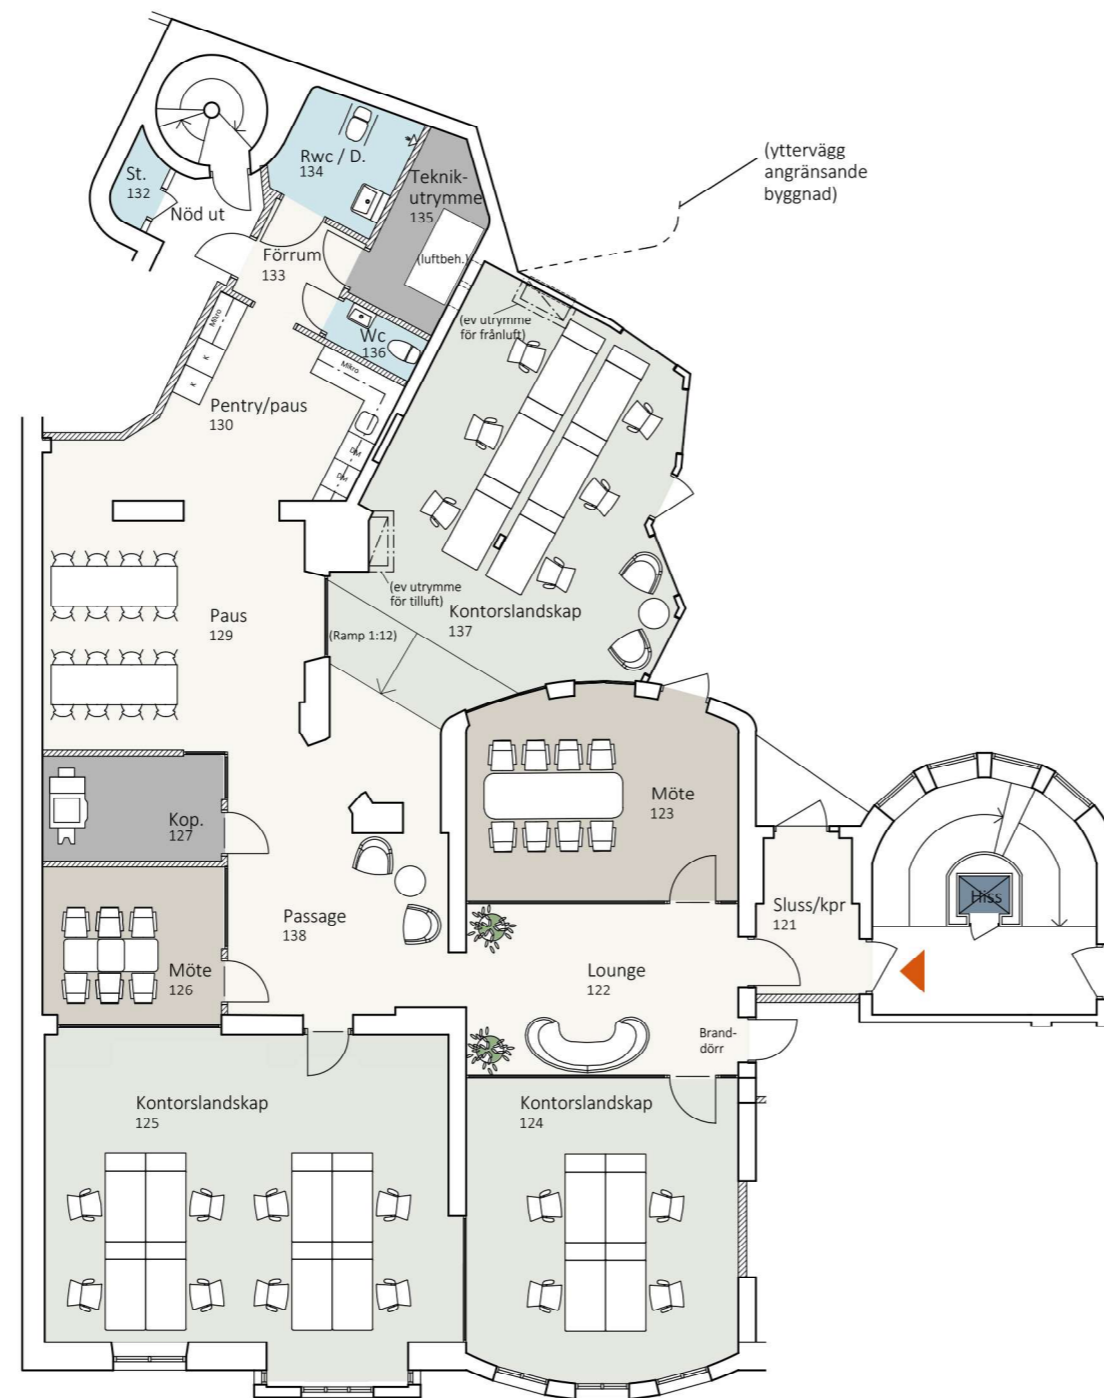 (yttervägg
angränsande
byggnad)
Rwc / D.
134
St.
132
Teknik-
utrymme
135
Nöd ut
(luftbeh.)
Förrum
133
Mikro
K
K
(ev utrymme
för frånluft)
Wc
136
Mikro
Pentry/paus
130
DM
DM
(ev utrymme
för tilluft)
Kontorslandskap
137
Paus
129
(Ramp 1:12)
Möte
123
Kop.
127
Hiss
Sluss/kpr
121
Passage
138
Möte
126
Lounge
122
Brand-
dörr
Kontorslandskap
125
Kontorslandskap
124